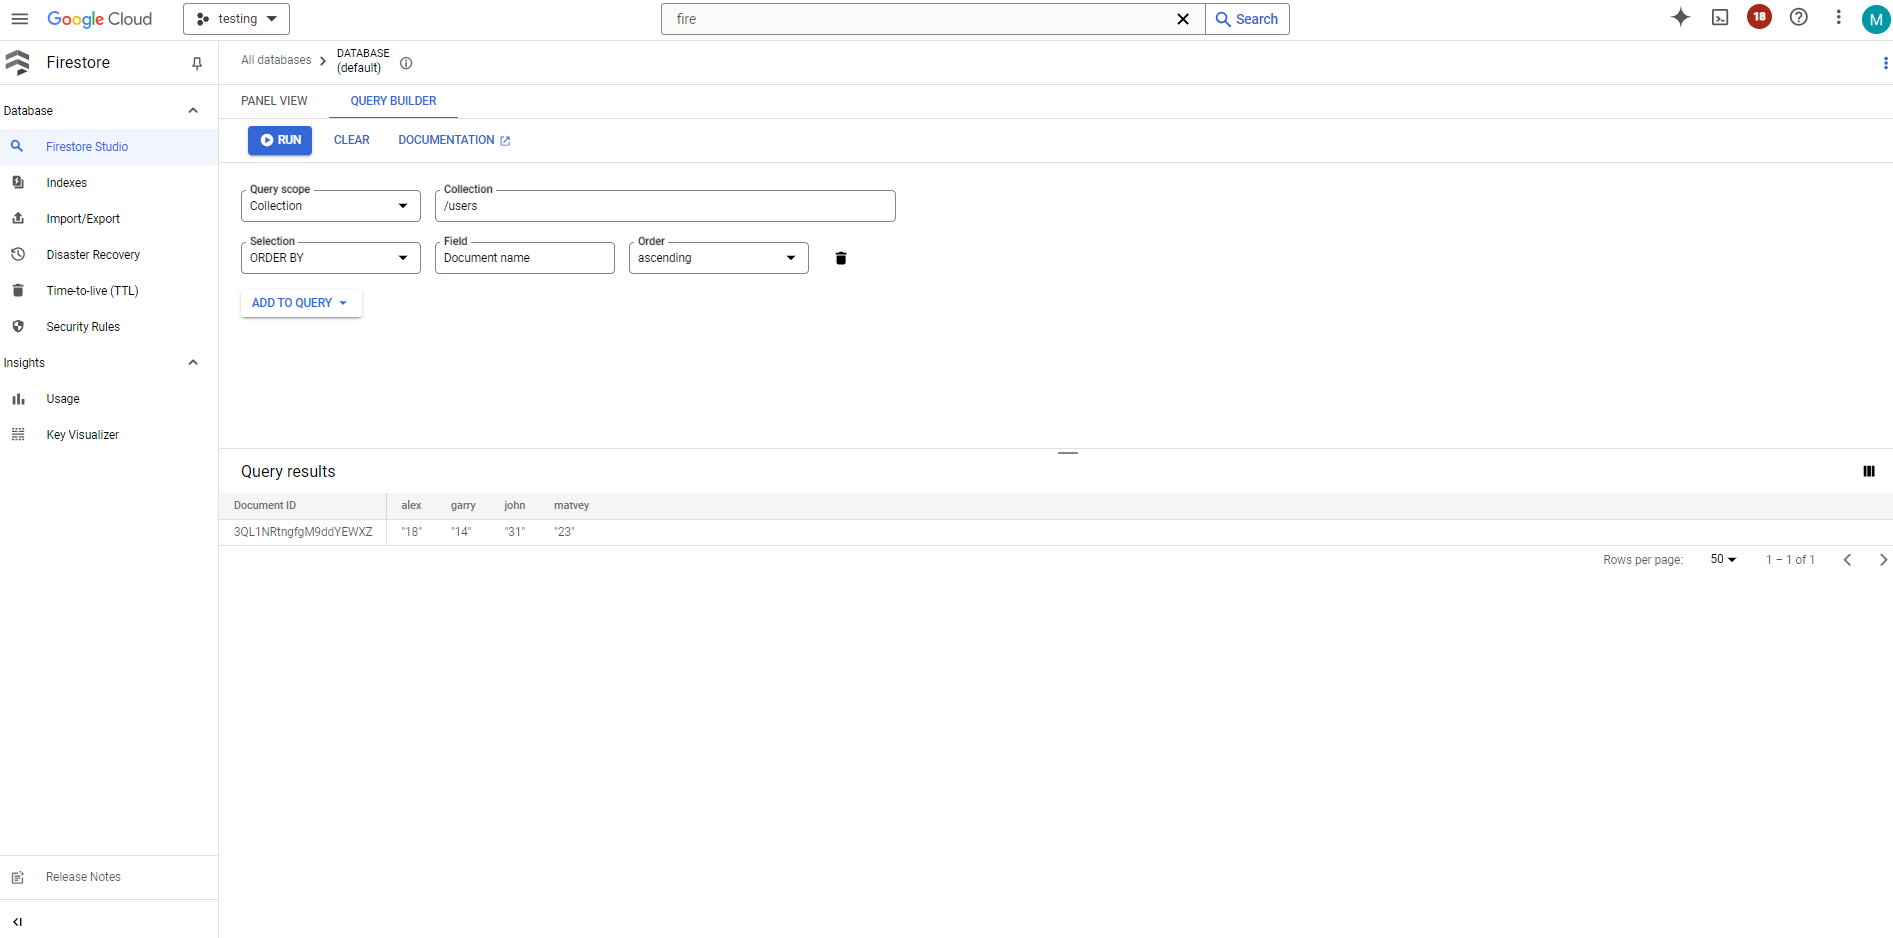 Google Cloud
testing
fire
Search
18
M
Firestore
All databases
DATABASE
(default)
PANEL VIEW
QUERY BUILDER
Database
RUN
CLEAR
DOCUMENTATION
Firestore Studio
Indexes
Import/Export
Disaster Recovery
Time-to-live (TTL)
Security Rules
Insights
Usage
Key Visualizer
Query scope
Collection
Collection
/users
Selection
ORDER BY
Field
Document name
Order
ascending
ADD TO QUERY
Query results
Document ID alex garry john matvey
3QL1NRtngfgM9ddYEWXZ "18" "14" "31" "23"
Rows per page: 50 1 – 1 of 1
Release Notes